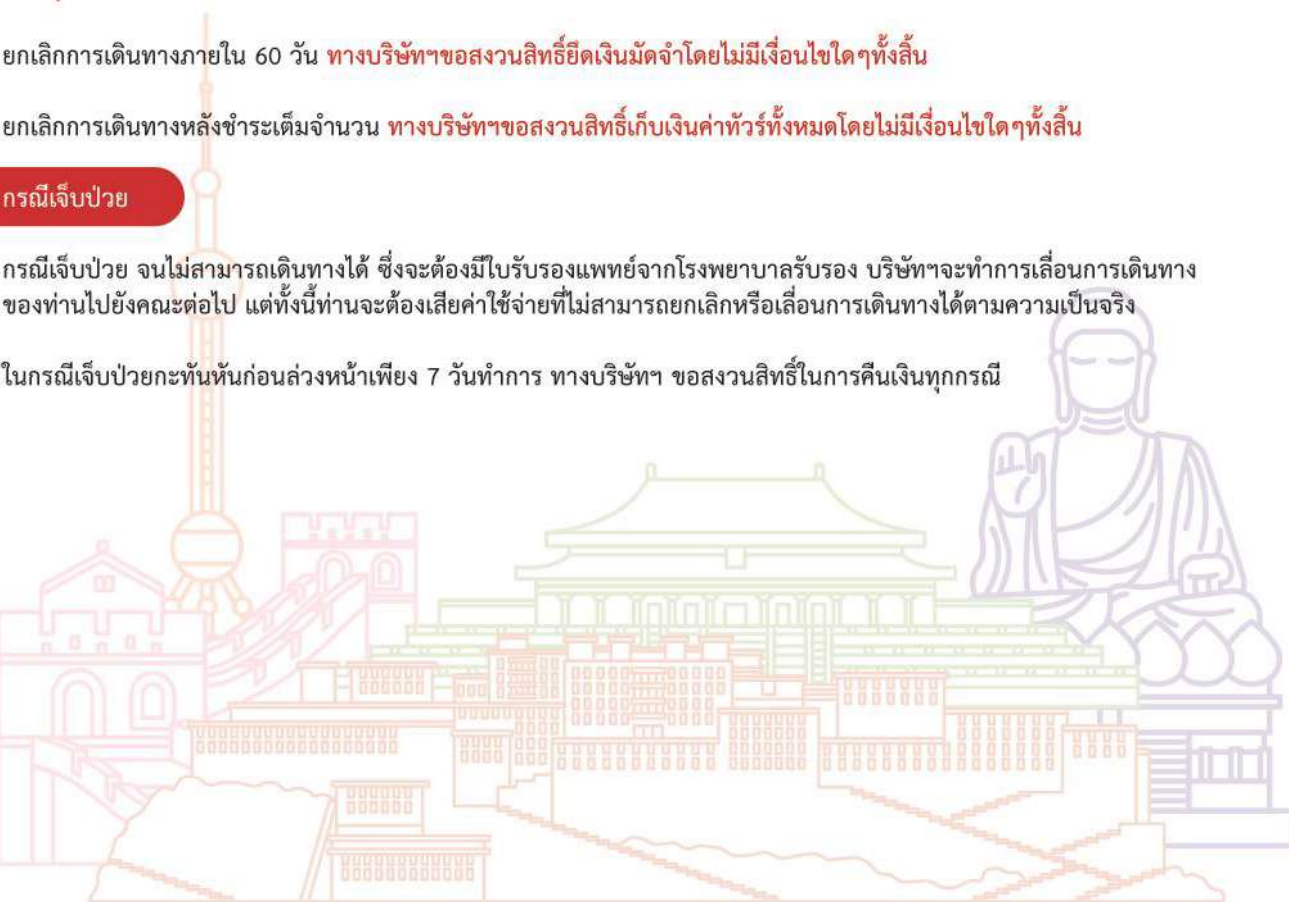 ยกเลิกการเดินทางภายใน 60 วัน ทางบริษัทฯขอสงวนสิทธิ์ยึดเงินมัดจำโดยไม่มีเงื่อนไขใดๆทั้งสิ้น
ยกเลิกการเดินทางหลังชำระเต็มจำนวน ทางบริษัทฯขอสงวนสิทธิ์เก็บเงินค่าทัวร์ทั้งหมดโดยไม่มีเงื่อนไขใดๆทั้งสิ้น
กรณีเจ็บป่วย
กรณีเจ็บป่วย จนไม่สามารถเดินทางได้ ซึ่งจะต้องมีใบรับรองแพทย์จากโรงพยาบาลรับรอง บริษัทฯจะทำการเลื่อนการเดินทาง
ของท่านไปยังคณะต่อไป แต่ทั้งนี้ท่านจะต้องเสียค่าใช้จ่ายที่ไม่สามารถยกเลิกหรือเลื่อนการเดินทางได้ตามความเป็นจริง
ในกรณีเจ็บป่วยกะทันหันก่อนล่วงหน้าเพียง 7 วันทำการ ทางบริษัทฯ ขอสงวนสิทธิ์ในการคืนเงินทุกกรณี